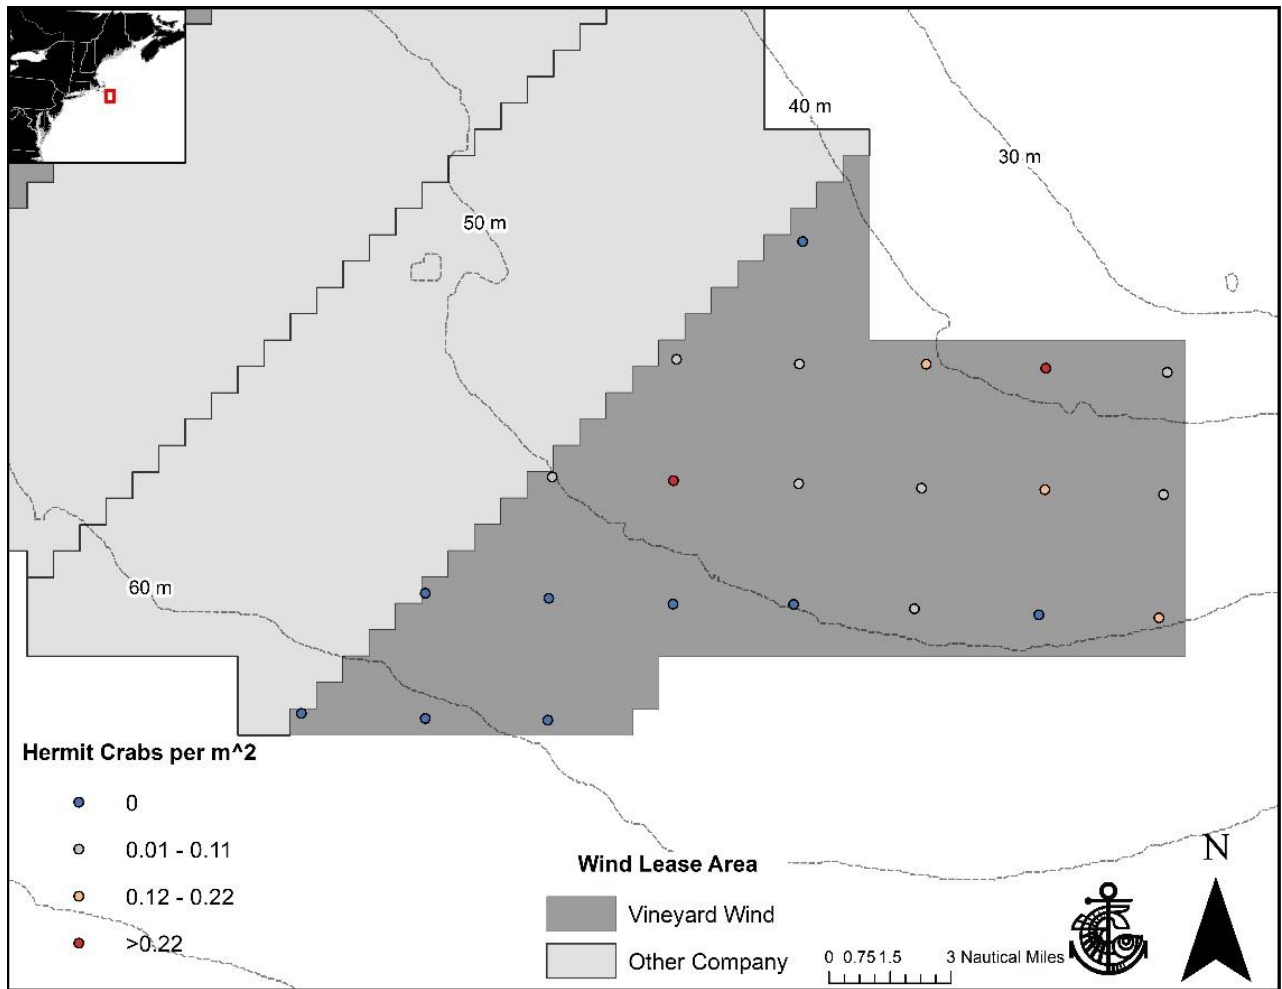 40 m
30 m
50 m
60 m
Hermit Crabs per m^2
0
0.01 - 0.11
0.12 - 0.22
>0.22
Wind Lease Area
Vineyard Wind
Other Company
0 0.75 1.5 3 Nautical Miles
N